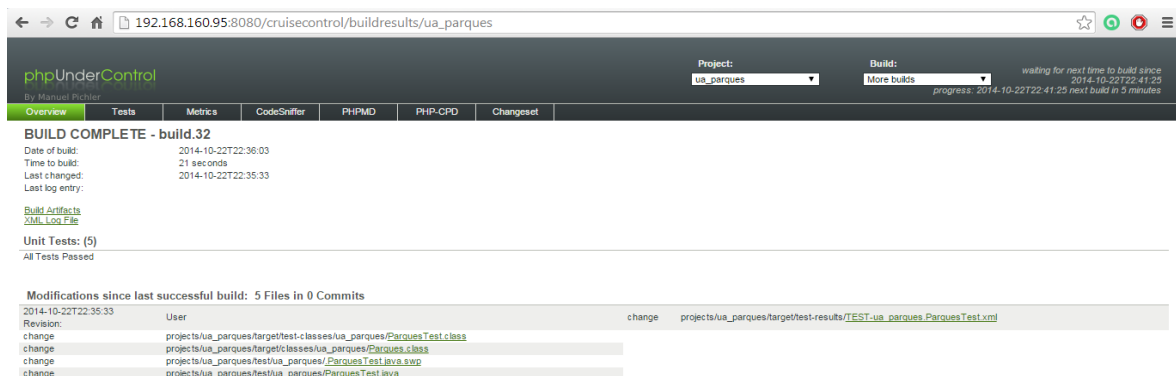 192.168.160.95:8080/cruisecontrol/buildresults/ua_parques
phpUnderControl
By Manuel Pichler
Project:
ua_parques
Build:
More builds
waiting for next time to build since
2014-10-22T22:41:25
progress: 2014-10-22T22:41:25 next build in 5 minutes
Overview Tests Metrics CodeSniffer PHPMD PHP-CPD Changeset
BUILD COMPLETE - build.32
Date of build: 2014-10-22T22:36:03
Time to build: 21 seconds
Last changed: 2014-10-22T22:35:33
Last log entry:
Build Artifacts
XML Log File
Unit Tests: (5)
All Tests Passed
Modifications since last successful build: 5 Files in 0 Commits
2014-10-22T22:35:33
Revision:
User
change projects/ua_parques/target/test-results/TEST-ua_parques.ParquesTest.xml
change projects/ua_parques/target/test-classes/ua_parques/ParquesTest.class
change projects/ua_parques/target/classes/ua_parques/Parques.class
change projects/ua_parques/test/ua_parques/.ParquesTest.java.swp
change projects/ua_parques/test/ua_parques/ParquesTest.java